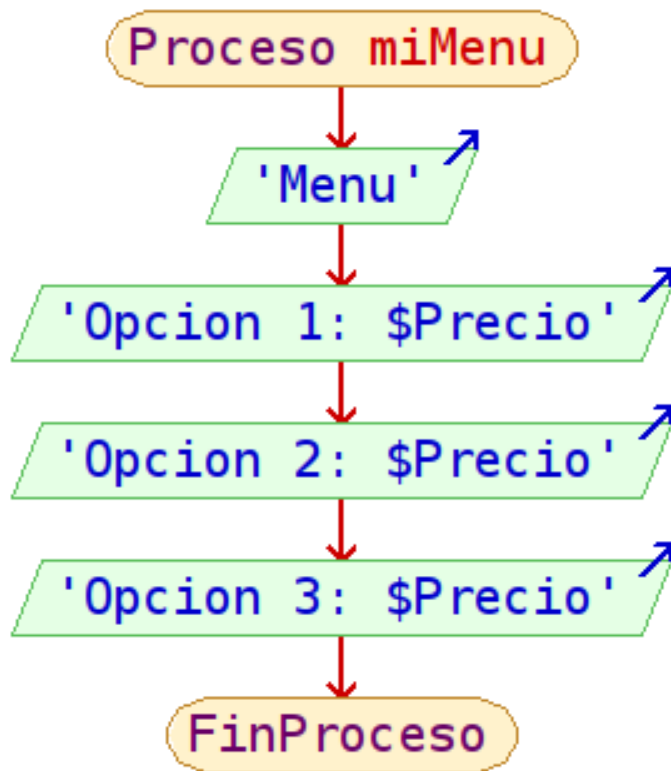 Proceso miMenu
'Menu'
'Opcion 1: $Precio'
'Opcion 2: $Precio'
'Opcion 3: $Precio'
FinProceso